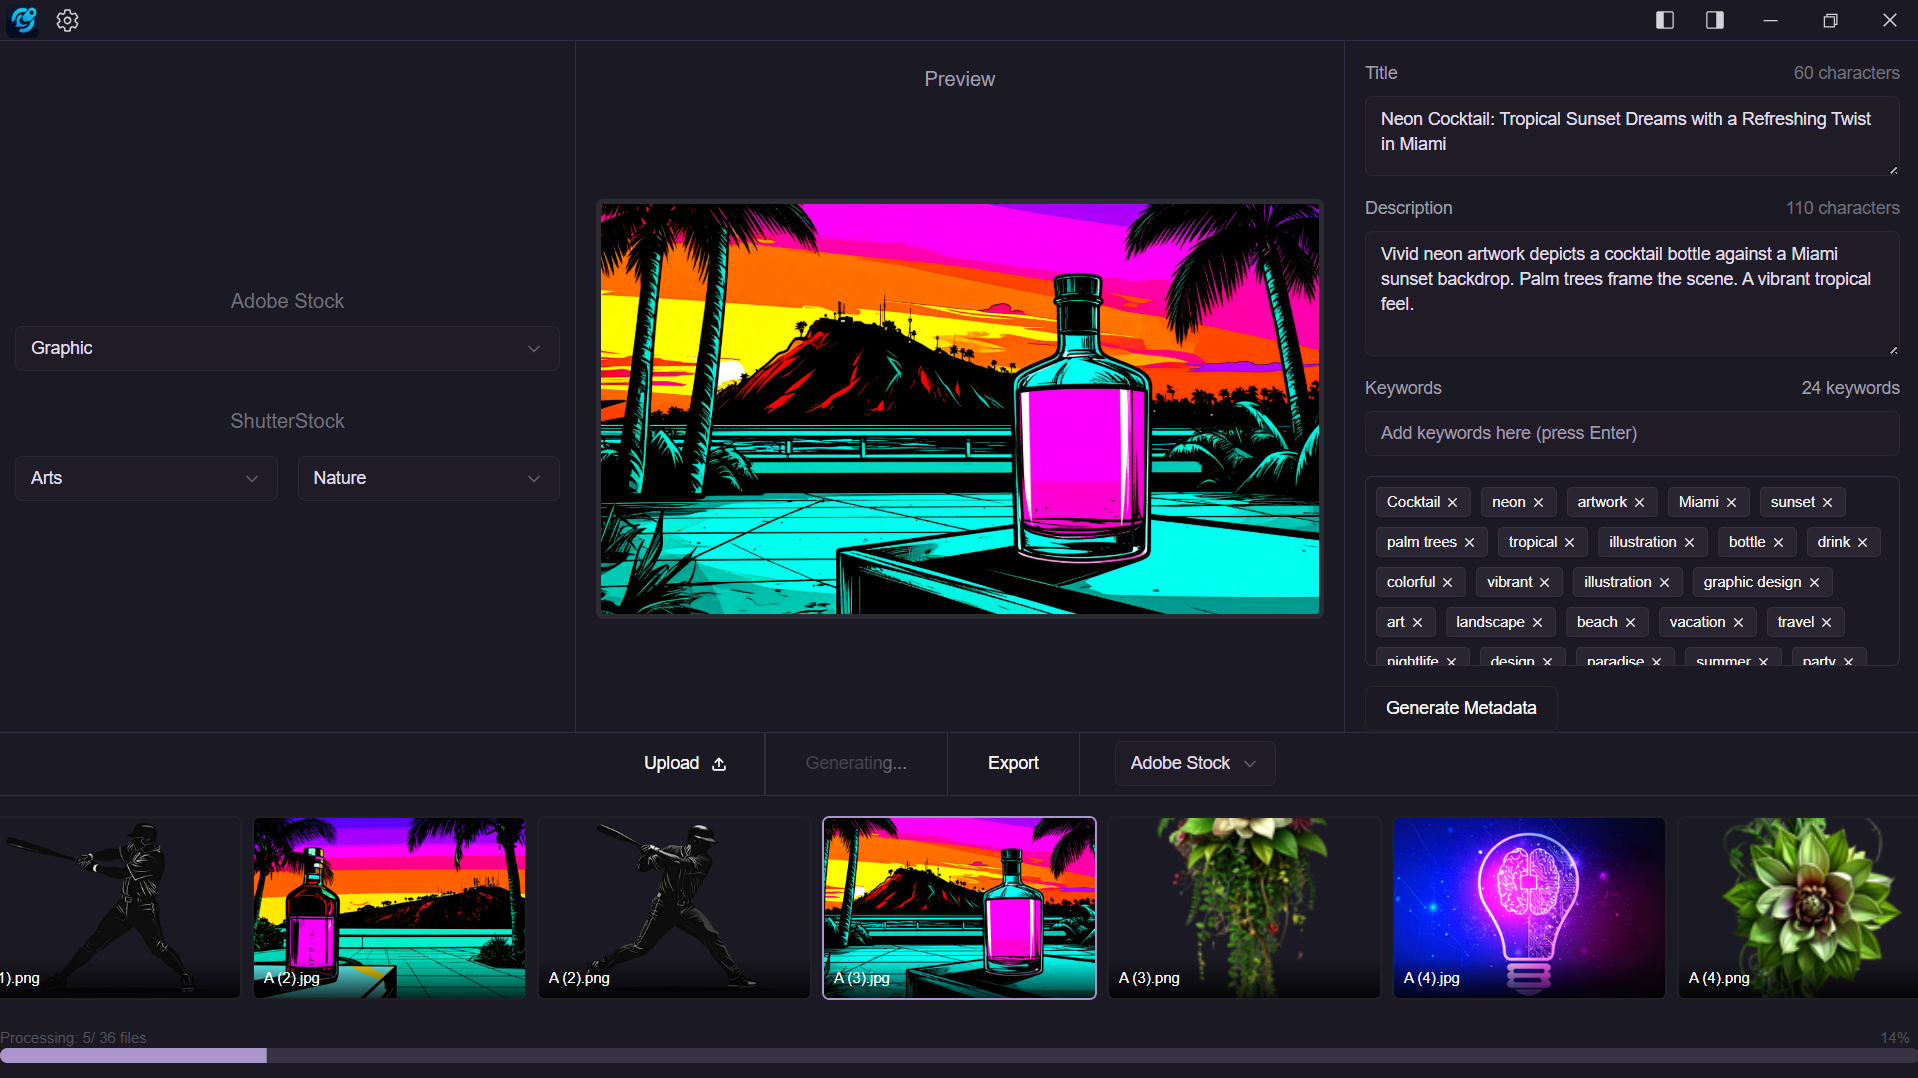 Preview
Adobe Stock
Graphic
ShutterStock
Arts
Nature
Title
60 characters
Neon Cocktail: Tropical Sunset Dreams with a Refreshing Twist
in Miami
Description
110 characters
Vivid neon artwork depicts a cocktail bottle against a Miami
sunset backdrop. Palm trees frame the scene. A vibrant tropical
feel.
Keywords
24 keywords
Add keywords here (press Enter)
Cocktail neon artwork Miami sunset
palm trees tropical illustration bottle drink
colorful vibrant illustration graphic design
art landscape beach vacation travel
nightlife design paradise summer party
Generate Metadata
Upload
Generating...
Export
Adobe Stock
1).png
A (2).jpg
A (2).png
A (3).jpg
A (3).png
A (4).jpg
A (4).png
Processing: 5/ 36 files
14%